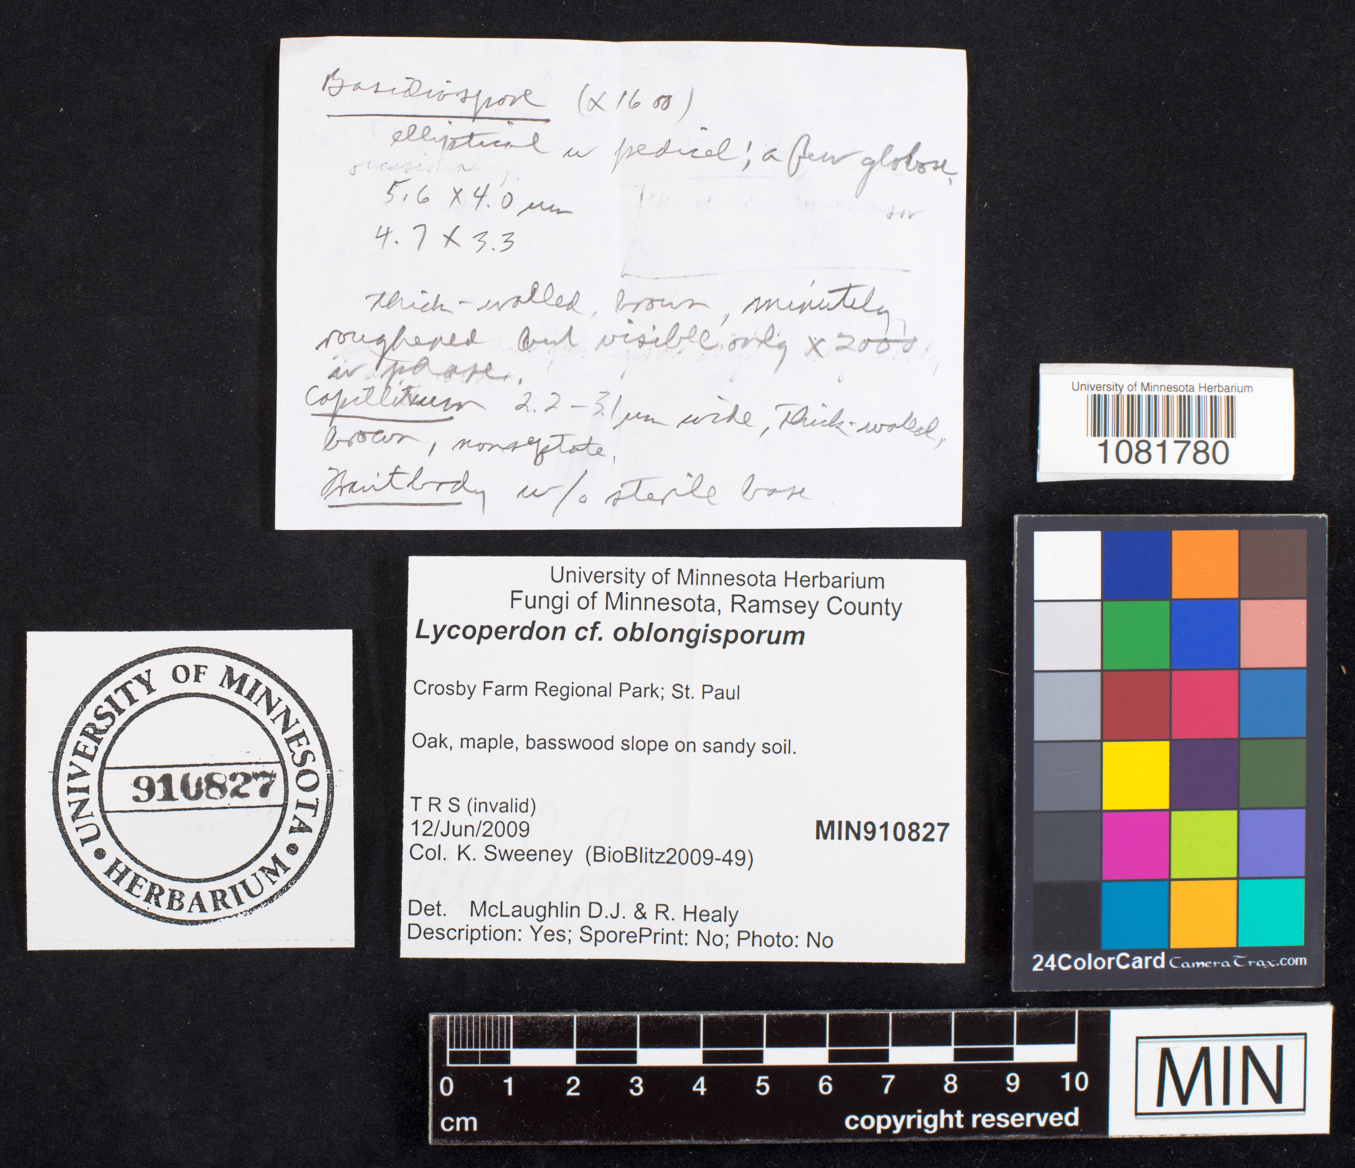 Basidiospore (x 1600)
elliptical w pedicel; a few globose,
5.6 x 4.0 um
4.7 x 3.3
thick-walled, brown, minutely
roughened but visible only x 2000
in phase.
Capillitium 2.2-3.1 um wide, thick-walled,
brown, nonseptate.
Fruitbody w/o sterile base
University of Minnesota Herbarium
1081780
University of Minnesota Herbarium
Fungi of Minnesota, Ramsey County
Lycoperdon cf. oblongisporum
Crosby Farm Regional Park; St. Paul
Oak, maple, basswood slope on sandy soil.
T R S (invalid)
12/Jun/2009
MIN910827
Col. K. Sweeney (BioBlitz2009-49)
Det. McLaughlin D.J. & R. Healy
Description: Yes; SporePrint: No; Photo: No
UNIVERSITY OF MINNESOTA
910827
HERBARIUM
24ColorCard CameraTrax.com
0 1 2 3 4 5 6 7 8 9 10
cm copyright reserved
MIN